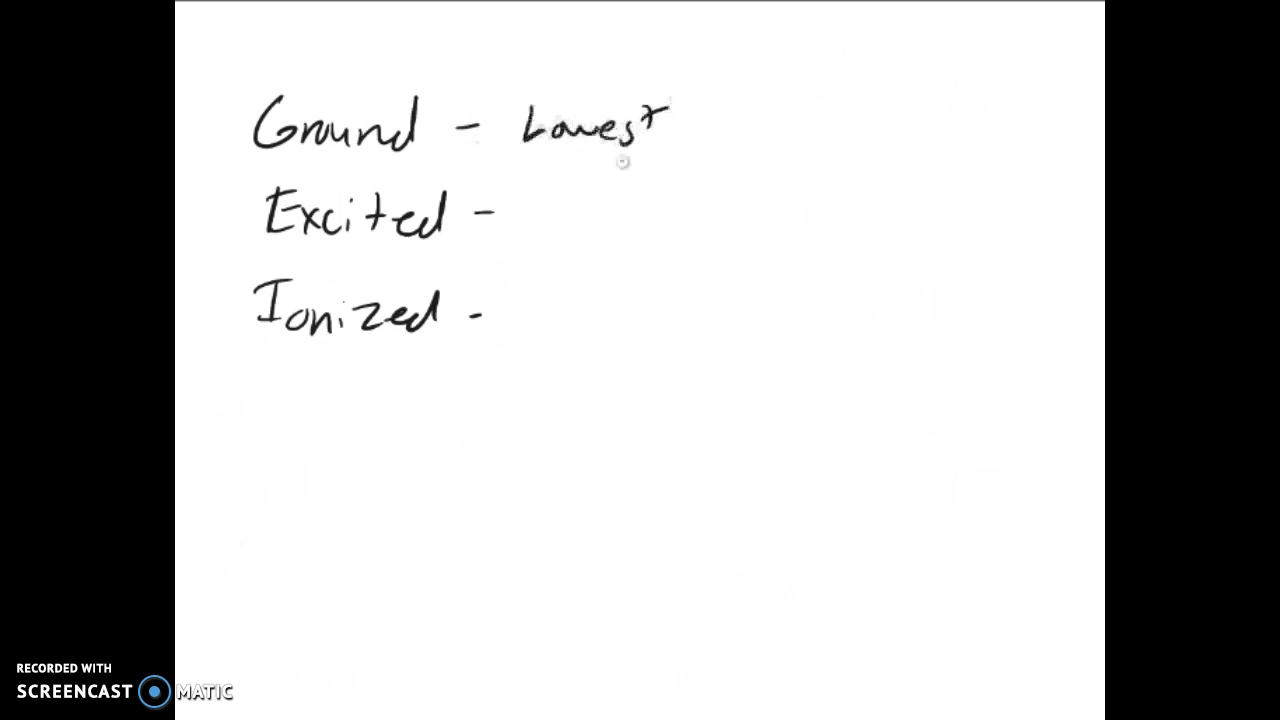 Ground - Lowest
Excited -
Ionized -
RECORDED WITH
SCREENCAST MATIC